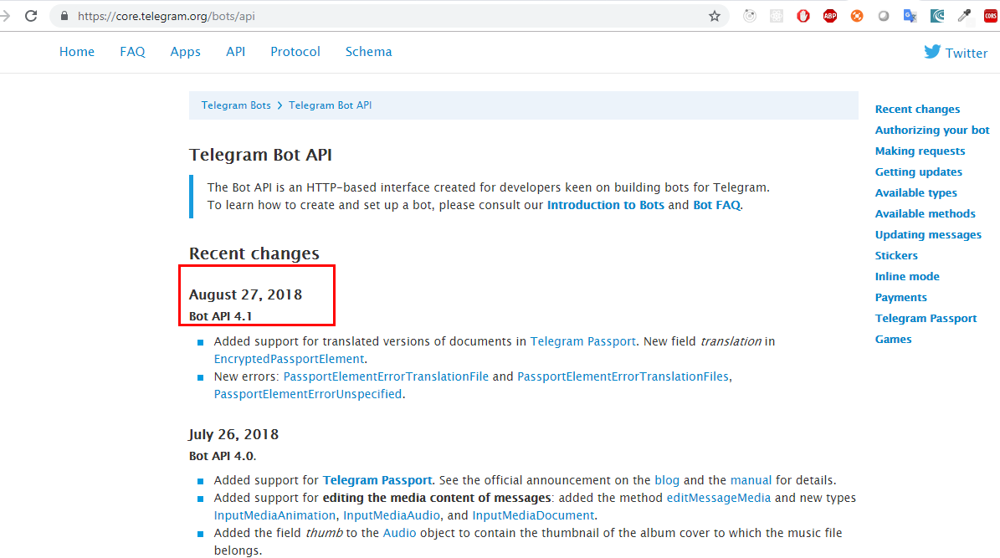 https://core.telegram.org/bots/api
ABP
CORS
Home FAQ Apps API Protocol Schema Twitter
Telegram Bots Telegram Bot API
Telegram Bot API
The Bot API is an HTTP-based interface created for developers keen on building bots for Telegram.
To learn how to create and set up a bot, please consult our Introduction to Bots and Bot FAQ.
Recent changes
August 27, 2018
Bot API 4.1
Added support for translated versions of documents in Telegram Passport. New field translation in
EncryptedPassportElement.
New errors: PassportElementErrorTranslationFile and PassportElementErrorTranslationFiles,
PassportElementErrorUnspecified.
July 26, 2018
Bot API 4.0.
Added support for Telegram Passport. See the official announcement on the blog and the manual for details.
Added support for editing the media content of messages: added the method editMessageMedia and new types
InputMediaAnimation, InputMediaAudio, and InputMediaDocument.
Added the field thumb to the Audio object to contain the thumbnail of the album cover to which the music file
belongs.
Recent changes
Authorizing your bot
Making requests
Getting updates
Available types
Available methods
Updating messages
Stickers
Inline mode
Payments
Telegram Passport
Games